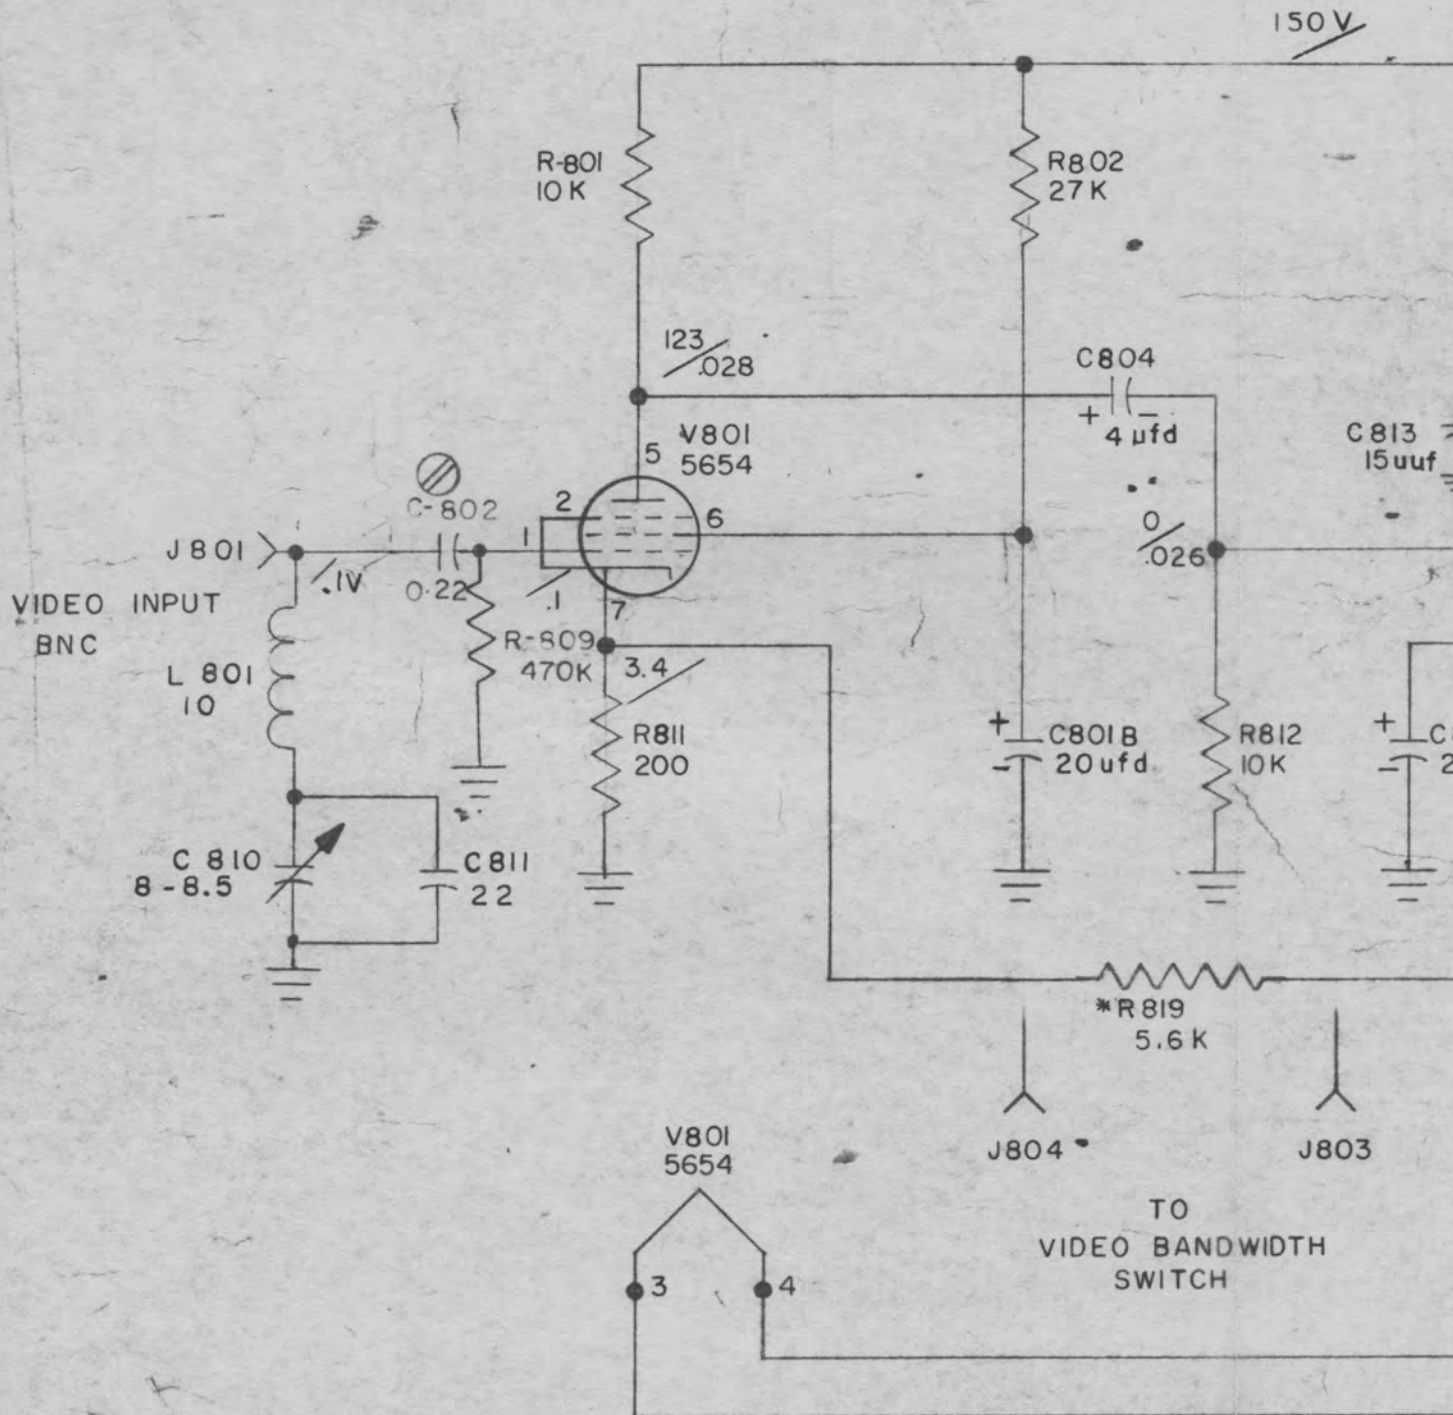 150V
R-801
10K
R802
27K
123
.028
C804
+ -
4 µfd
V801
5654
5
C813
15uuf
C-802
2
6
1
J801
.1V
0.22
.1
7
0
.026
VIDEO INPUT
BNC
R-809
470K
3.4
L 801
10
R811
200
+
-
C801B
20ufd
R812
10K
+
-
C 810
8-8.5
C811
22
*R819
5.6K
J804
J803
V801
5654
TO
VIDEO BANDWIDTH
SWITCH
3
4